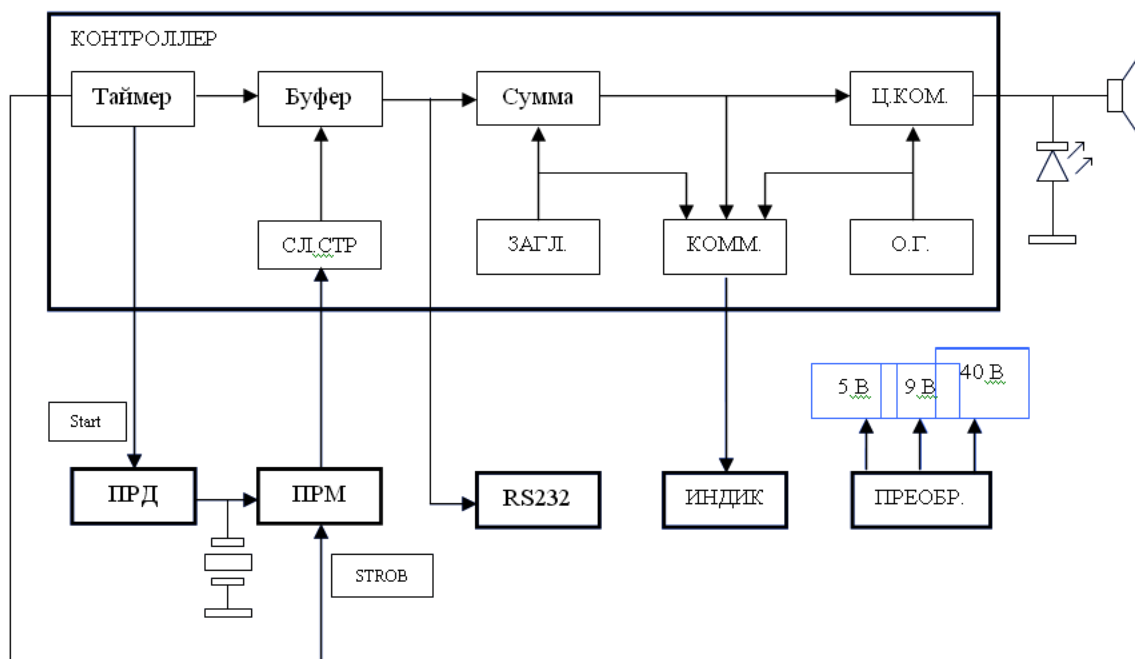 КОНТРОЛЛЕР
Таймер
Буфер
Сумма
Ц.КОМ.
СЛ.СТР
ЗАГЛ.
КОММ.
О.Г.
5 В
9 В
40 В
Start
ПРД
ПРМ
RS232
ИНДИК
ПРЕОБР.
STROB